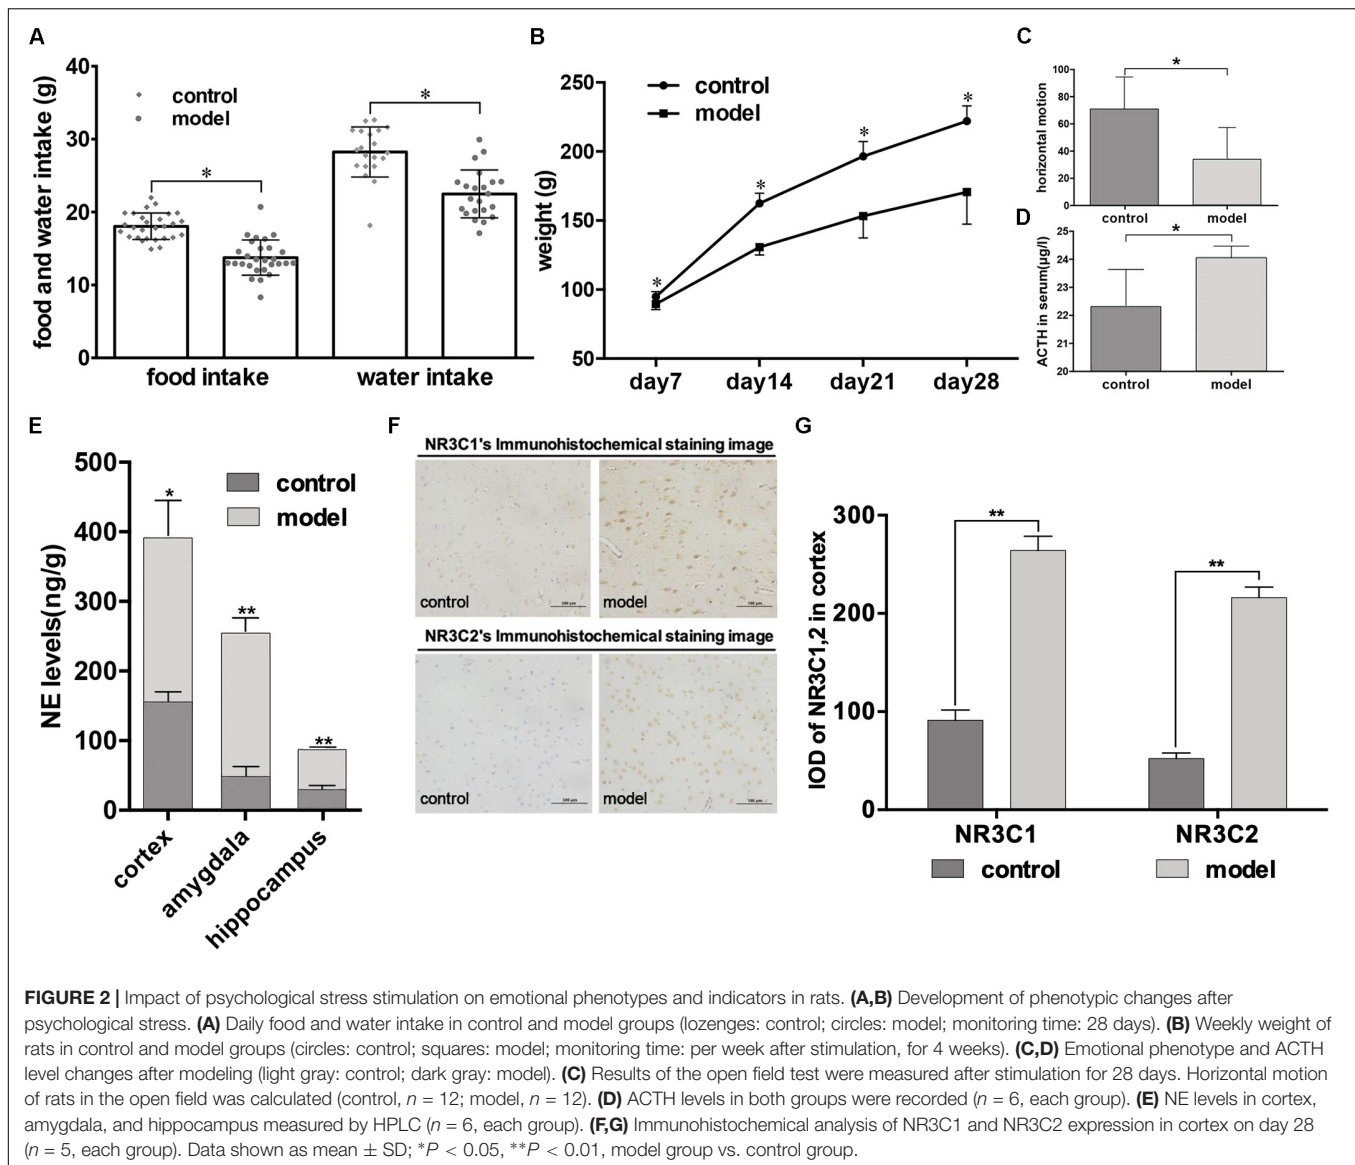 A
food and water intake (g)
40
30
20
10
0
control
model
*
*
food intake
water intake
B
weight (g)
250
200
150
100
50
control
model
*
*
*
*
day7
day14
day21
day28
C
horizontal motion
100
80
60
40
20
0
*
control
model
D
ACTH in serum(μg/l)
25
24
23
22
21
20
*
control
model
E
NE levels(ng/g)
500
400
300
200
100
0
control
model
*
**
**
cortex
amygdala
hippocampus
F
NR3C1's Immunohistochemical staining image
control
100 μm
model
100 μm
NR3C2's Immunohistochemical staining image
control
100 μm
model
100 μm
G
IOD of NR3C1,2 in cortex
300
200
100
0
**
**
NR3C1
NR3C2
control
model
FIGURE 2 | Impact of psychological stress stimulation on emotional phenotypes and indicators in rats. (A,B) Development of phenotypic changes after
psychological stress. (A) Daily food and water intake in control and model groups (lozenges: control; circles: model; monitoring time: 28 days). (B) Weekly weight of
rats in control and model groups (circles: control; squares: model; monitoring time: per week after stimulation, for 4 weeks). (C,D) Emotional phenotype and ACTH
level changes after modeling (light gray: control; dark gray: model). (C) Results of the open field test were measured after stimulation for 28 days. Horizontal motion
of rats in the open field was calculated (control, n = 12; model, n = 12). (D) ACTH levels in both groups were recorded (n = 6, each group). (E) NE levels in cortex,
amygdala, and hippocampus measured by HPLC (n = 6, each group). (F,G) Immunohistochemical analysis of NR3C1 and NR3C2 expression in cortex on day 28
(n = 5, each group). Data shown as mean ± SD; *P < 0.05, **P < 0.01, model group vs. control group.